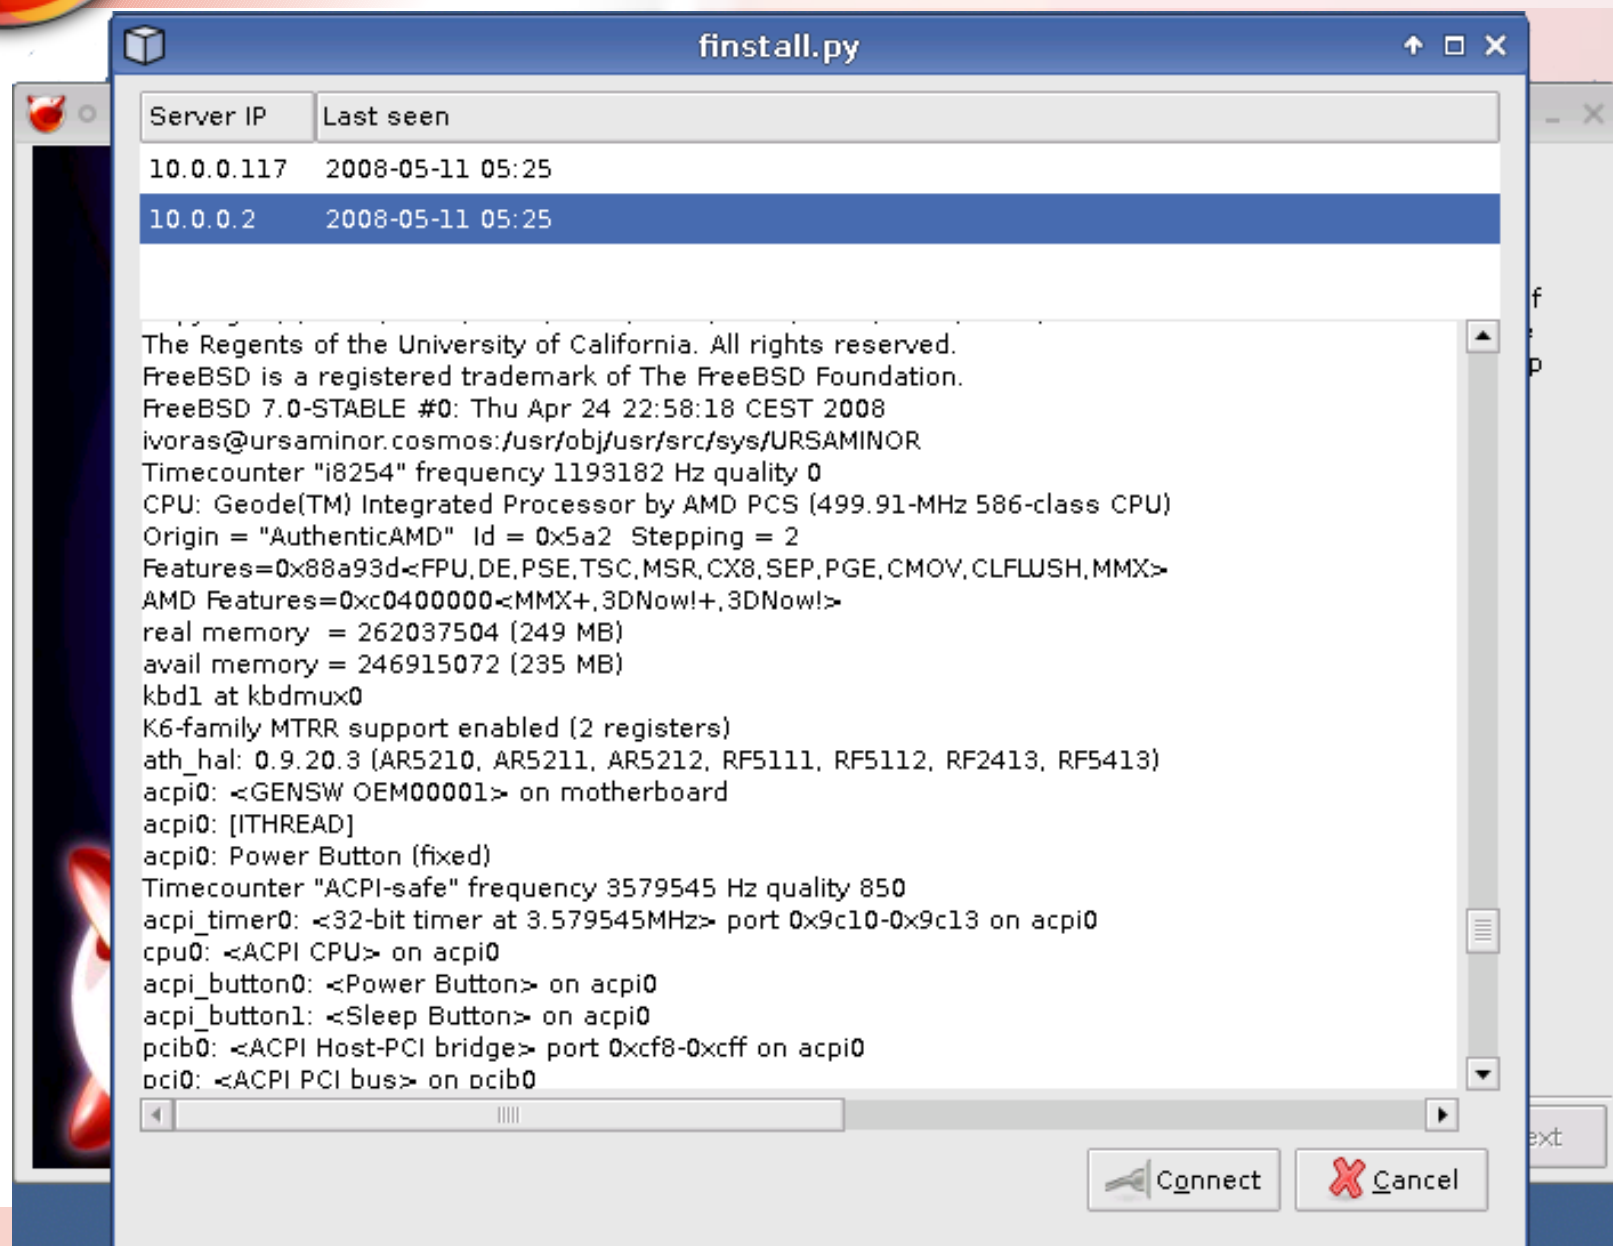 finstall.py
Server IP Last seen
10.0.0.117 2008-05-11 05:25
10.0.0.2 2008-05-11 05:25
The Regents of the University of California. All rights reserved.
FreeBSD is a registered trademark of The FreeBSD Foundation.
FreeBSD 7.0-STABLE #0: Thu Apr 24 22:58:18 CEST 2008
ivoras@ursaminor.cosmos:/usr/obj/usr/src/sys/URSAMINOR
Timecounter "i8254" frequency 1193182 Hz quality 0
CPU: Geode(TM) Integrated Processor by AMD PCS (499.91-MHz 586-class CPU)
Origin = "AuthenticAMD"  Id = 0x5a2  Stepping = 2
Features=0x88a93d<FPU,DE,PSE,TSC,MSR,CX8,SEP,PGE,CMOV,CLFLUSH,MMX>
AMD Features=0xc0400000<MMX+,3DNow!+,3DNow!>
real memory  = 262037504 (249 MB)
avail memory = 246915072 (235 MB)
kbd1 at kbdmux0
K6-family MTRR support enabled (2 registers)
ath_hal: 0.9.20.3 (AR5210, AR5211, AR5212, RF5111, RF5112, RF2413, RF5413)
acpi0: <GENSW OEM00001> on motherboard
acpi0: [ITHREAD]
acpi0: Power Button (fixed)
Timecounter "ACPI-safe" frequency 3579545 Hz quality 850
acpi_timer0: <32-bit timer at 3.579545MHz> port 0x9c10-0x9c13 on acpi0
cpu0: <ACPI CPU> on acpi0
acpi_button0: <Power Button> on acpi0
acpi_button1: <Sleep Button> on acpi0
pcib0: <ACPI Host-PCI bridge> port 0xcf8-0xcff on acpi0
pci0: <ACPI PCI bus> on pcib0
Connect Cancel